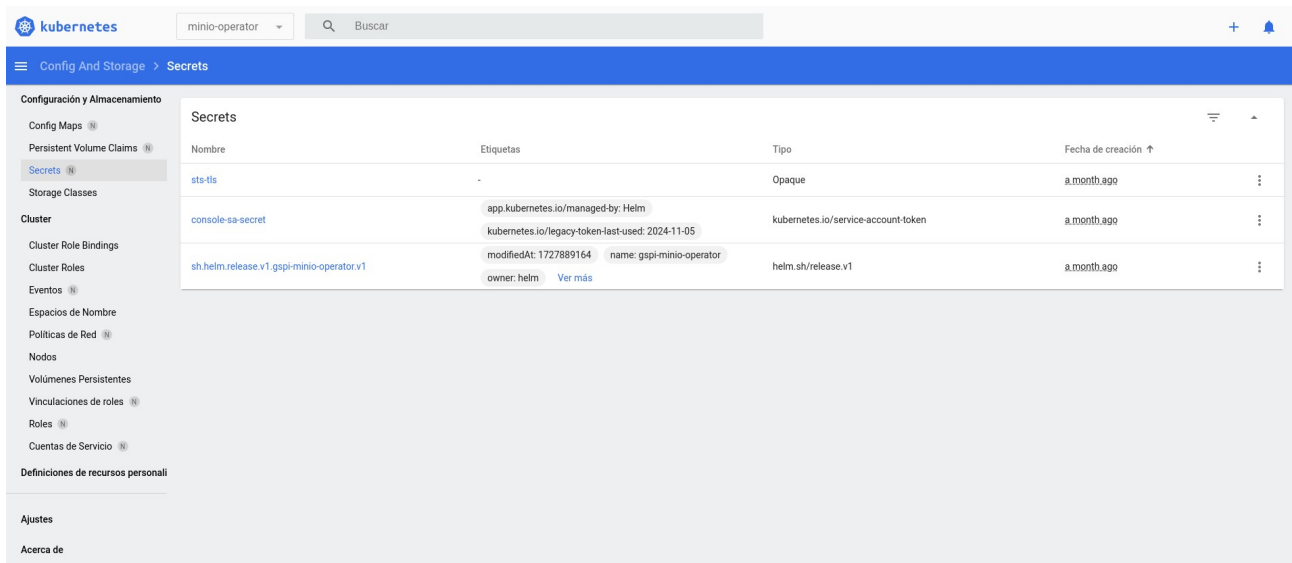 kubernetes
minio-operator
Buscar
Config And Storage > Secrets
Configuración y Almacenamiento
Config Maps N
Persistent Volume Claims N
Secrets N
Storage Classes
Cluster
Cluster Role Bindings
Cluster Roles
Eventos N
Espacios de Nombre
Políticas de Red N
Nodos
Volúmenes Persistentes
Vinculaciones de roles N
Roles N
Cuentas de Servicio N
Definiciones de recursos personali
Ajustes
Acerca de
Secrets
Nombre Etiquetas Tipo Fecha de creación
sts-tls - Opaque a month ago
app.kubernetes.io/managed-by: Helm
console-sa-secret kubernetes.io/service-account-token a month ago
kubernetes.io/legacy-token-last-used: 2024-11-05
modifiedAt: 1727889164 name: gspi-minio-operator
sh.helm.release.v1.gspi-minio-operator.v1 helm.sh/release.v1 a month ago
owner: helm Ver más